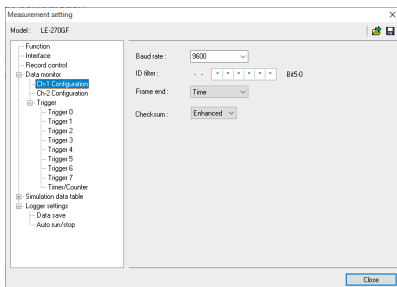 Measurement setting
Model: LE-270GF
Function
Interface
Record control
Data monitor
Ch-1 Configuration
Ch-2 Configuration
Trigger
Trigger 0
Trigger 1
Trigger 2
Trigger 3
Trigger 4
Trigger 5
Trigger 6
Trigger 7
Timer/Counter
Simulation data table
Logger settings
Data save
Auto run/stop
Baud rate : 9600
ID filter : - - * * * * * * Bit5-0
Frame end : Time
Checksum : Enhanced
Close